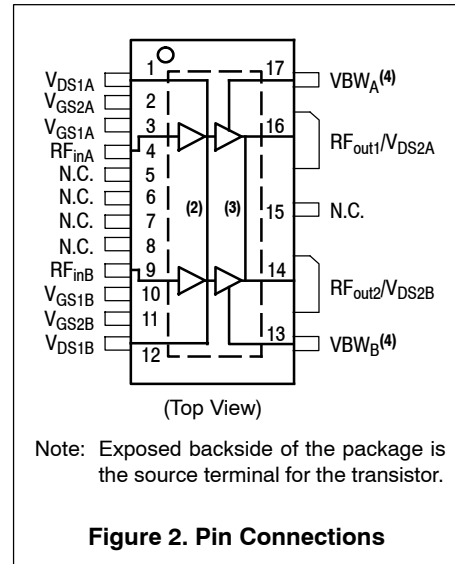 V_DS1A 1
V_GS2A 2
V_GS1A 3
RF_inA 4
N.C. 5
N.C. 6
N.C. 7
N.C. 8
RF_inB 9
V_GS1B 10
V_GS2B 11
V_DS1B 12
(2)
(3)
17 VBW_A(4)
16 RF_out1/V_DS2A
15 N.C.
14 RF_out2/V_DS2B
13 VBW_B(4)
(Top View)
Note: Exposed backside of the package is
the source terminal for the transistor.
Figure 2. Pin Connections